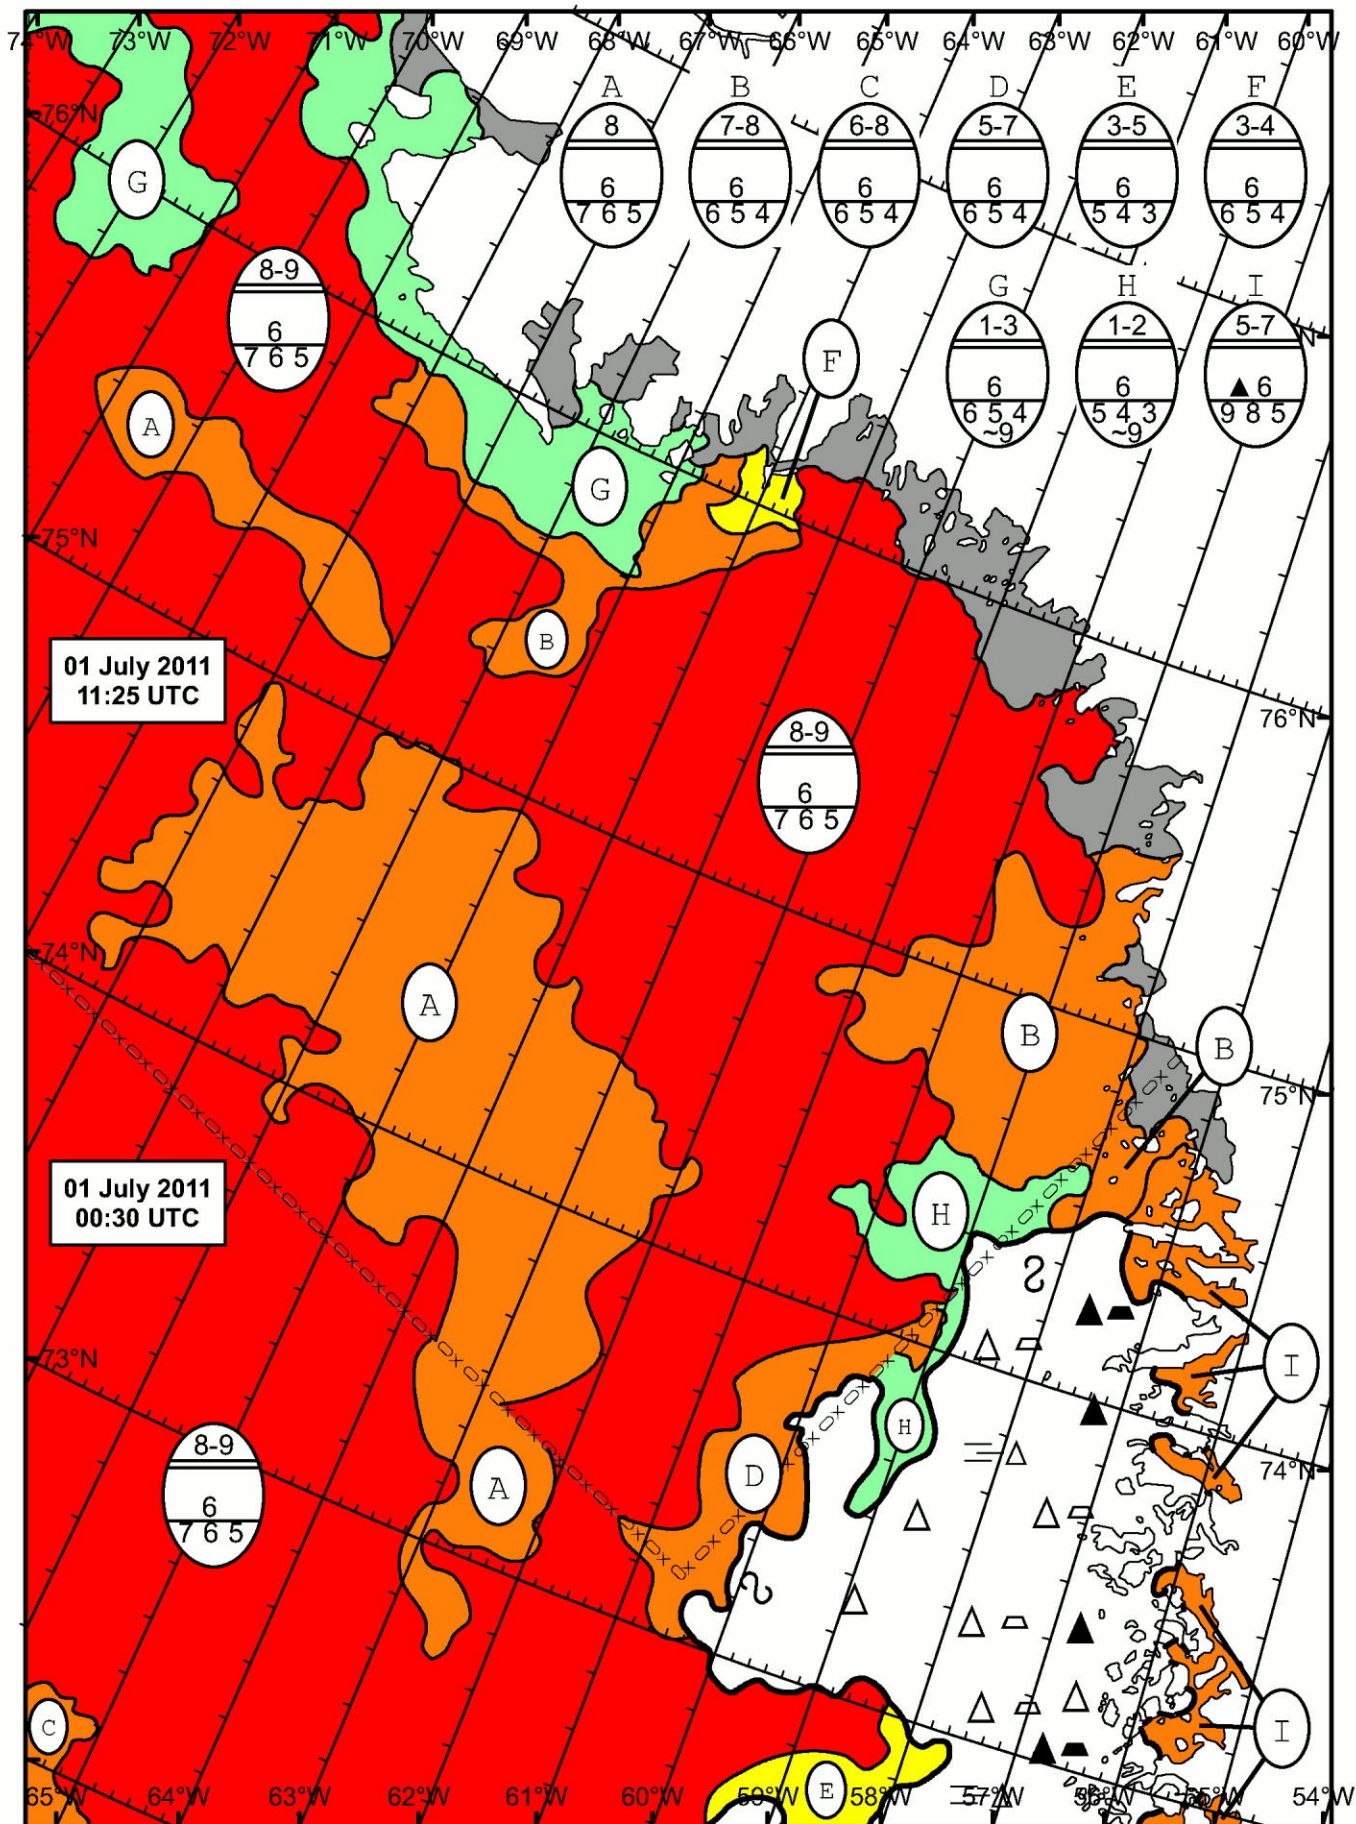 74°W 73°W 72°W 71°W 70°W 69°W 68°W 67°W 66°W 65°W 64°W 63°W 62°W 61°W 60°W
A B C D E F
76°N
8 7-8 6-8 5-7 3-5 3-4
G
6 6 6 6 6 6
7 6 5 6 5 4 6 5 4 6 5 4 5 4 3 6 5 4
8-9
G H I
1-3 1-2 5-7
N
6
7 6 5
F
6 6 ▲ 6
6 5 4 5 4 3 9 8 5
~9 ~9
A
G
75°N
B
01 July 2011
11:25 UTC
76°N
8-9
6
7 6 5
74°N
A
B
B
75°N
01 July 2011
00:30 UTC
H
S
73°N
I
H
8-9
6
7 6 5
74°N
D
A
S
C
I
E
65°W 64°W 63°W 62°W 61°W 60°W 59°W 58°W 57°W 56°W 55°W 54°W